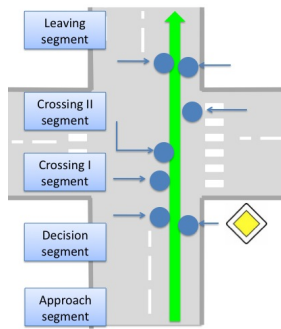 Leaving
segment
Crossing II
segment
Crossing I
segment
Decision
segment
Approach
segment